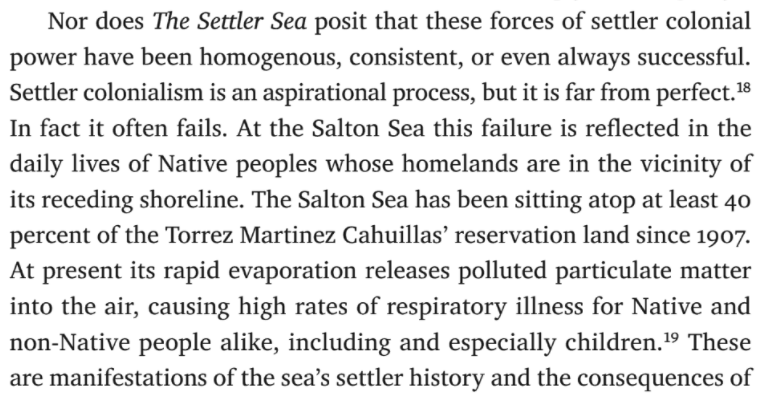 Nor does The Settler Sea posit that these forces of settler colonial
power have been homogenous, consistent, or even always successful.
Settler colonialism is an aspirational process, but it is far from perfect.¹⁸
In fact it often fails. At the Salton Sea this failure is reflected in the
daily lives of Native peoples whose homelands are in the vicinity of
its receding shoreline. The Salton Sea has been sitting atop at least 40
percent of the Torrez Martinez Cahuillas’ reservation land since 1907.
At present its rapid evaporation releases polluted particulate matter
into the air, causing high rates of respiratory illness for Native and
non-Native people alike, including and especially children.¹⁹ These
are manifestations of the sea’s settler history and the consequences of